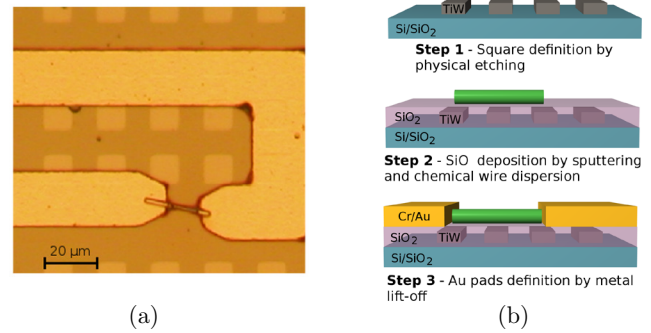 20 µm
(a)
TiW
Si/SiO2
Step 1 - Square definition by
physical etching
SiO2
TiW
Si/SiO2
Step 2 - SiO deposition by sputtering
and chemical wire dispersion
Cr/Au
SiO2
TiW
Si/SiO2
Step 3 - Au pads definition by metal
lift-off
(b)